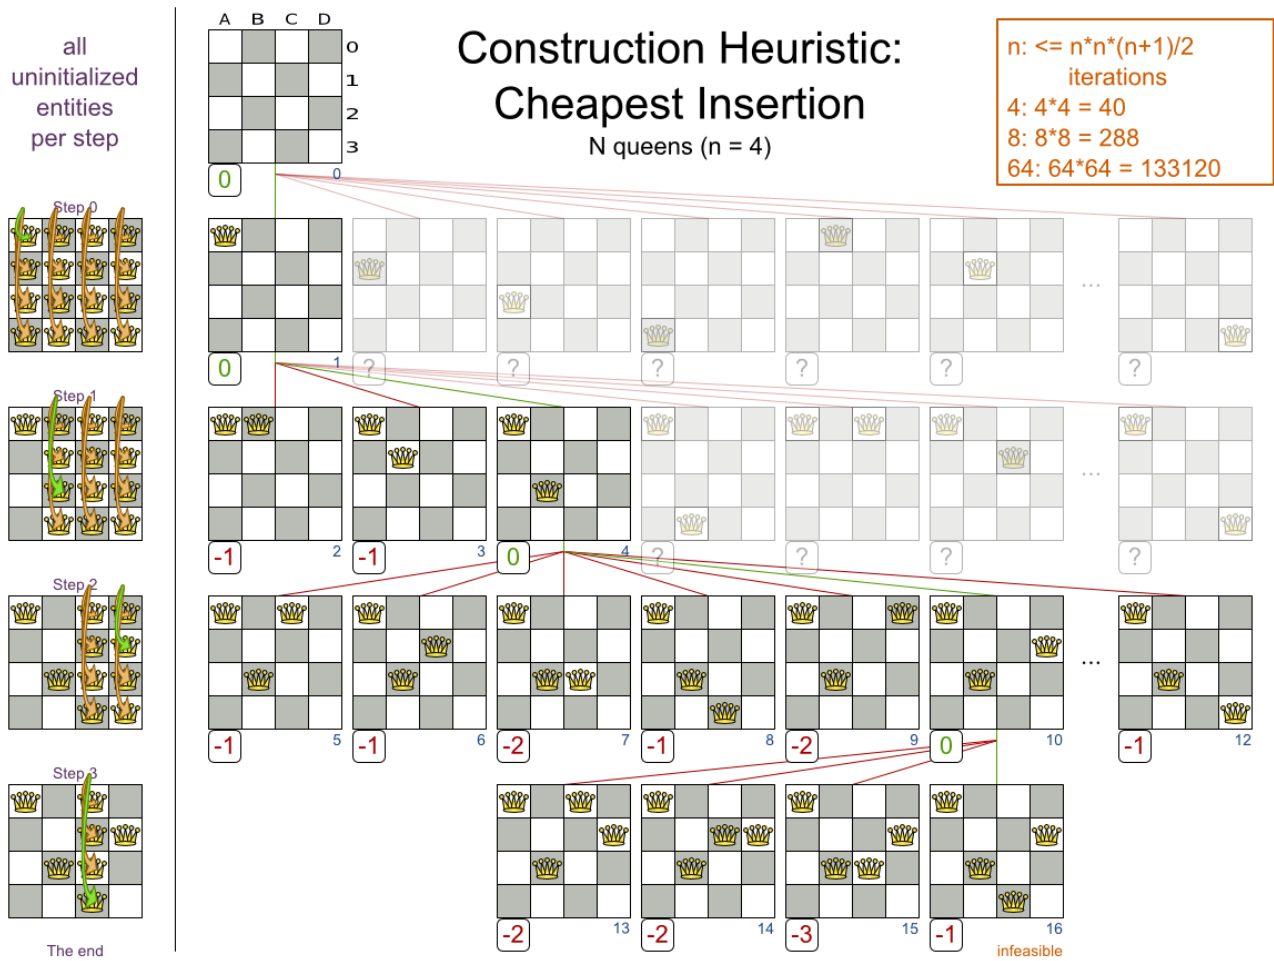 all
uninitialized
entities
per step
A B C D
0
1
2
3
Construction Heuristic:
Cheapest Insertion
N queens (n = 4)
n: <= n*n*(n+1)/2
iterations
4: 4*4 = 40
8: 8*8 = 288
64: 64*64 = 133120
0 0
Step 0
...
0 1 ? ? ? ? ? ?
Step 1
...
-1 2 -1 3 0 4 ? ? ? ?
Step 2
...
-1 5 -1 6 -2 7 -1 8 -2 9 0 10 -1 12
Step 3
-2 13 -2 14 -3 15 -1 16
The end
infeasible